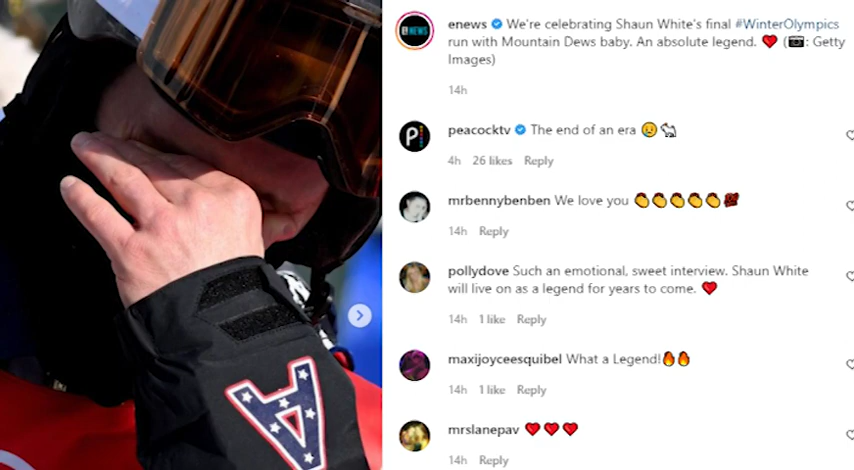 enews We're celebrating Shaun White's final #WinterOlympics
run with Mountain Dews baby. An absolute legend. ❤️ (📷: Getty
Images)
14h
peacocktv The end of an era 😢🐐
4h 26 likes Reply
mrbennybenben We love you 👏👏👏👏👏💯
14h Reply
pollydove Such an emotional, sweet interview. Shaun White
will live on as a legend for years to come. ❤️
14h 1 like Reply
maxijoyceesquibel What a Legend!🔥🔥
14h 1 like Reply
mrslanepav ❤️❤️❤️
14h Reply
E! NEWS
P
A